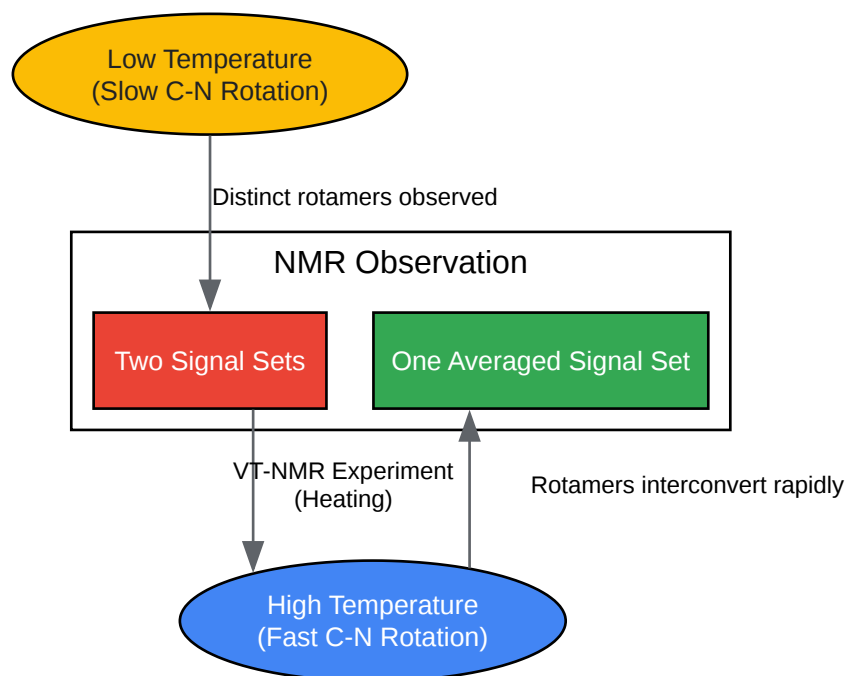 Low Temperature
(Slow C-N Rotation)
Distinct rotamers observed
NMR Observation
Two Signal Sets
One Averaged Signal Set
VT-NMR Experiment
(Heating)
Rotamers interconvert rapidly
High Temperature
(Fast C-N Rotation)